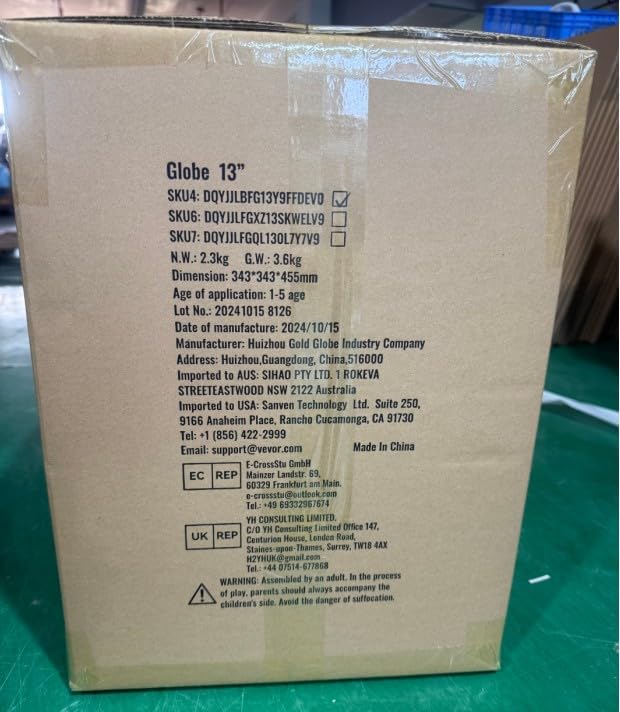 Globe 13”
SKU4: DQYJJLBFG13Y9FFDEV0 ☑
SKU6: DQYJJLFGXZ13SKWELV9 ☐
SKU7: DQYJJLFGQL13OL7Y7V9 ☐
N.W.: 2.3kg G.W.: 3.6kg
Dimension: 343*343*455mm
Age of application: 1-5 age
Lot No.: 20241015 8126
Date of manufacture: 2024/10/15
Manufacturer: Huizhou Gold Globe Industry Company
Address: Huizhou,Guangdong, China,516000
Imported to AUS: SIHAO PTY LTD. 1 ROKEVA
STREETEASTWOOD NSW 2122 Australia
Imported to USA: Sanven Technology Ltd. Suite 250,
9166 Anaheim Place, Rancho Cucamonga, CA 91730
Tel: +1 (856) 422-2999
Email: support@vevor.com Made In China
EC REP E-CrossStu GmbH
Mainzer Landstr. 69,
60329 Frankfurt am Main.
e-crossstu@outlook.com
Tel.: +49 69332967674
UK REP YH CONSULTING LIMITED.
C/O YH Consulting Limited Office 147,
Centurion House, London Road,
Staines-upon-Thames, Surrey, TW18 4AX
H2YHUK@gmail.com
Tel.: +44 07514-677868
WARNING: Assembled by an adult. In the process
of play, parents should always accompany the
children's side. Avoid the danger of suffocation.